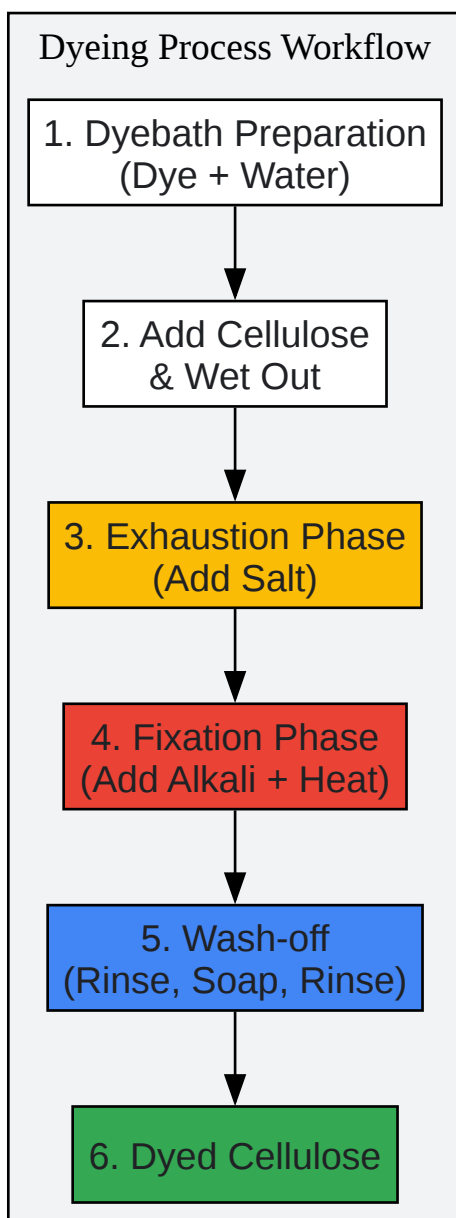 Dyeing Process Workflow
1. Dyebath Preparation
(Dye + Water)
2. Add Cellulose
& Wet Out
3. Exhaustion Phase
(Add Salt)
4. Fixation Phase
(Add Alkali + Heat)
5. Wash-off
(Rinse, Soap, Rinse)
6. Dyed Cellulose